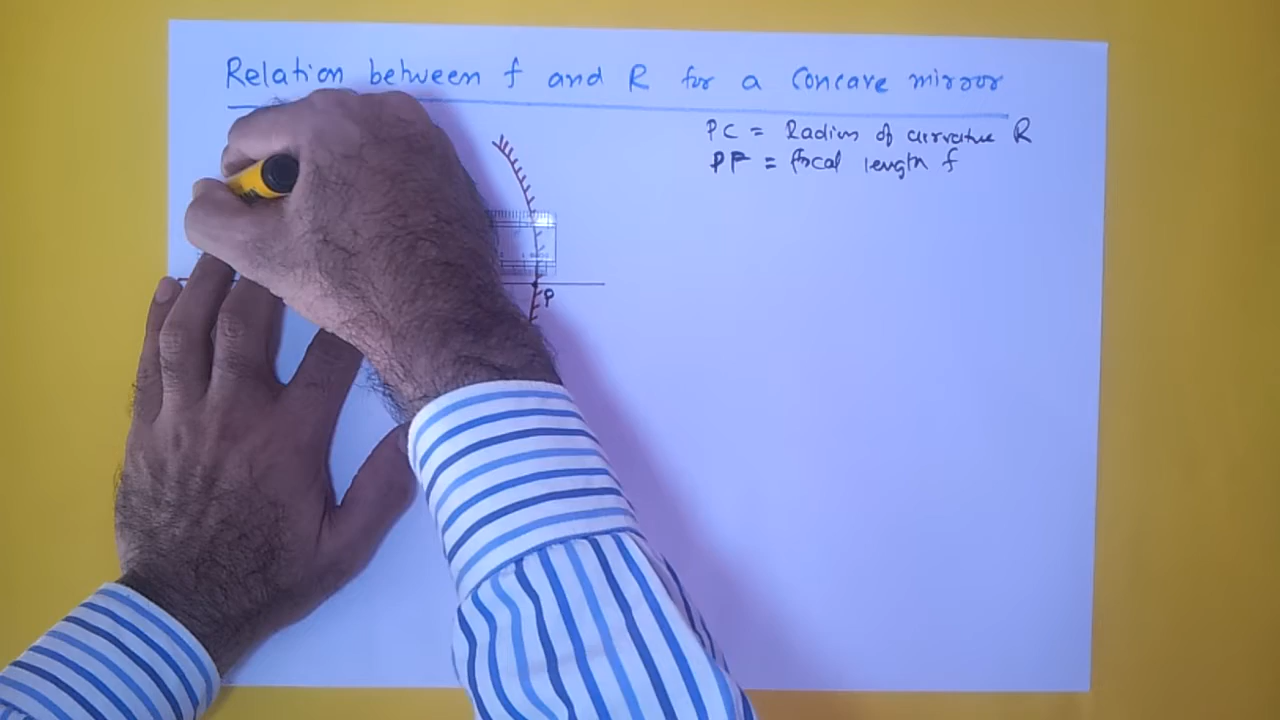 Relation between f and R for a Concave mirror
PC = Radius of curvature R
PF = focal length f
P